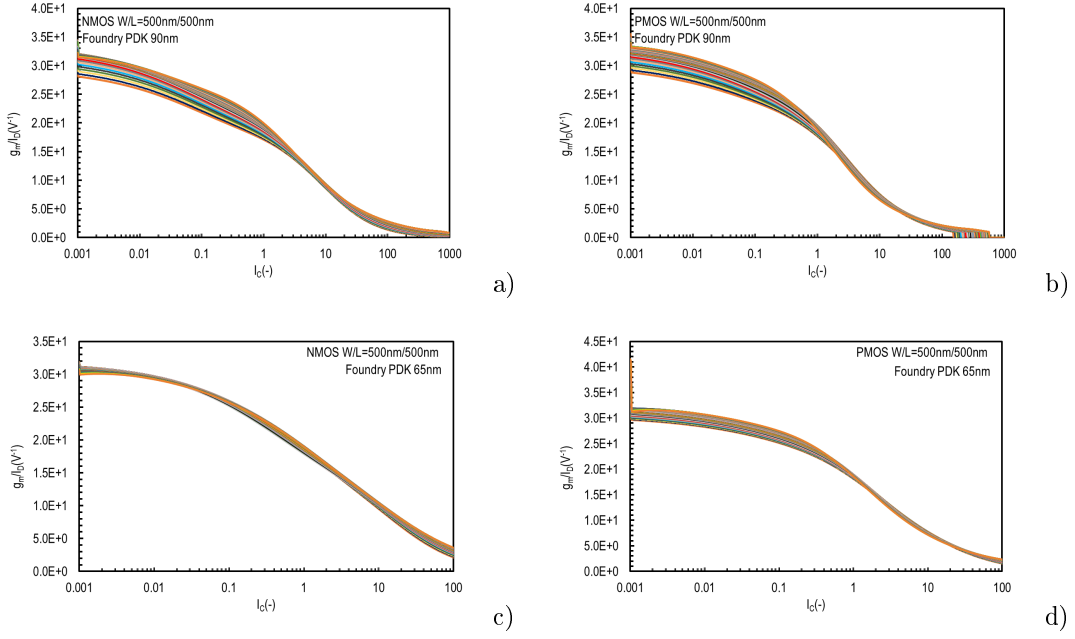 NMOS W/L=500nm/500nm
Foundry PDK 90nm
4.0E+1
3.5E+1
3.0E+1
2.5E+1
2.0E+1
1.5E+1
1.0E+1
5.0E+0
0.0E+0
gm/ID(V-1)
0.001 0.01 0.1 1 10 100 1000
IC(-)
a)
PMOS W/L=500nm/500nm
Foundry PDK 90nm
4.0E+1
3.5E+1
3.0E+1
2.5E+1
2.0E+1
1.5E+1
1.0E+1
5.0E+0
0.0E+0
gm/ID(V-1)
0.001 0.01 0.1 1 10 100 1000
IC(-)
b)
NMOS W/L=500nm/500nm
Foundry PDK 65nm
3.5E+1
3.0E+1
2.5E+1
2.0E+1
1.5E+1
1.0E+1
5.0E+0
0.0E+0
gm/ID(V-1)
0.001 0.01 0.1 1 10 100
IC(-)
c)
PMOS W/L=500nm/500nm
Foundry PDK 65nm
4.5E+1
4.0E+1
3.5E+1
3.0E+1
2.5E+1
2.0E+1
1.5E+1
1.0E+1
5.0E+0
0.0E+0
gm/ID(V-1)
0.001 0.01 0.1 1 10 100
IC(-)
d)